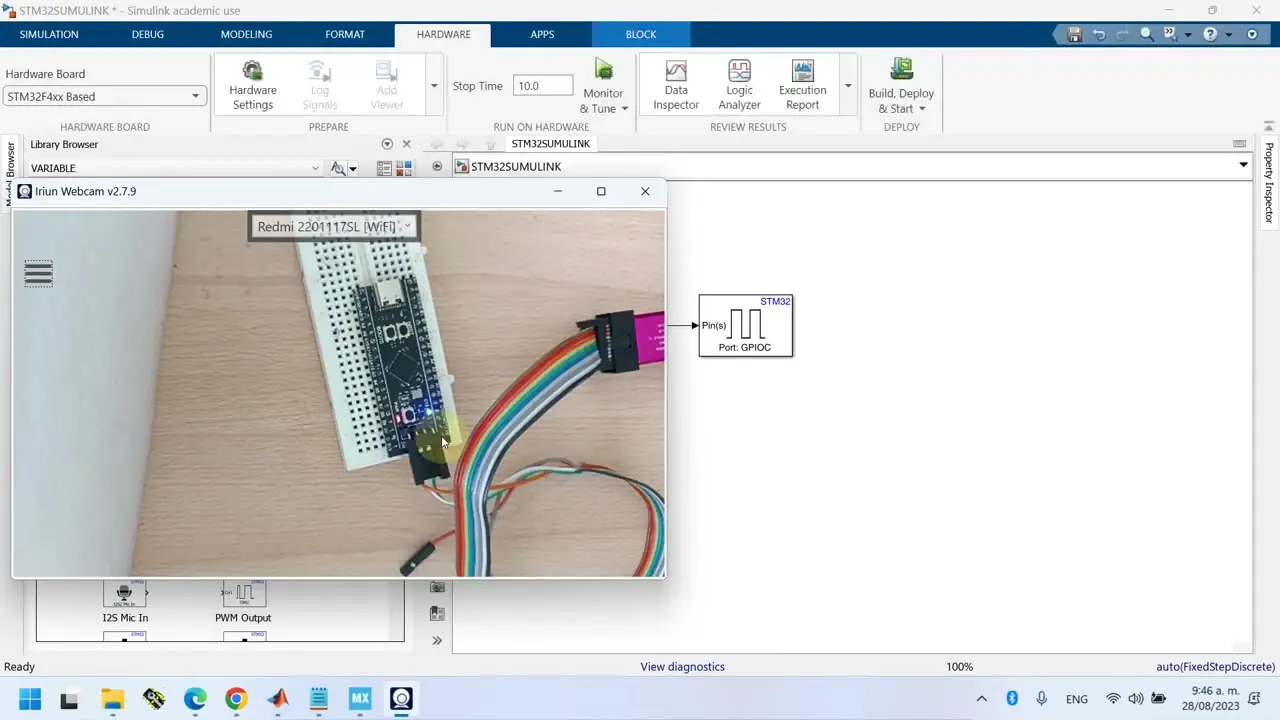 STM32SUMULINK * - Simulink academic use
SIMULATION
DEBUG
MODELING
FORMAT
HARDWARE
APPS
BLOCK
Hardware Board
STM32F4xx Based
HARDWARE BOARD
Hardware
Settings
Log
Signals
Add
Viewer
PREPARE
Stop Time
10.0
Monitor
& Tune
RUN ON HARDWARE
Data
Inspector
Logic
Analyzer
Execution
Report
REVIEW RESULTS
Build, Deploy
& Start
DEPLOY
Library Browser
STM32SUMULINK
VARIABLE
STM32SUMULINK
Property Inspector
Iriun Webcam v2.7.9
Redmi 2201117SL [WiFi]
STM32
Pin(s)
Port: GPIOC
I2S Mic In
PWM Output
Ready
View diagnostics
100%
auto(FixedStepDiscrete)
MX
ENG
9:46 a. m.
28/08/2023